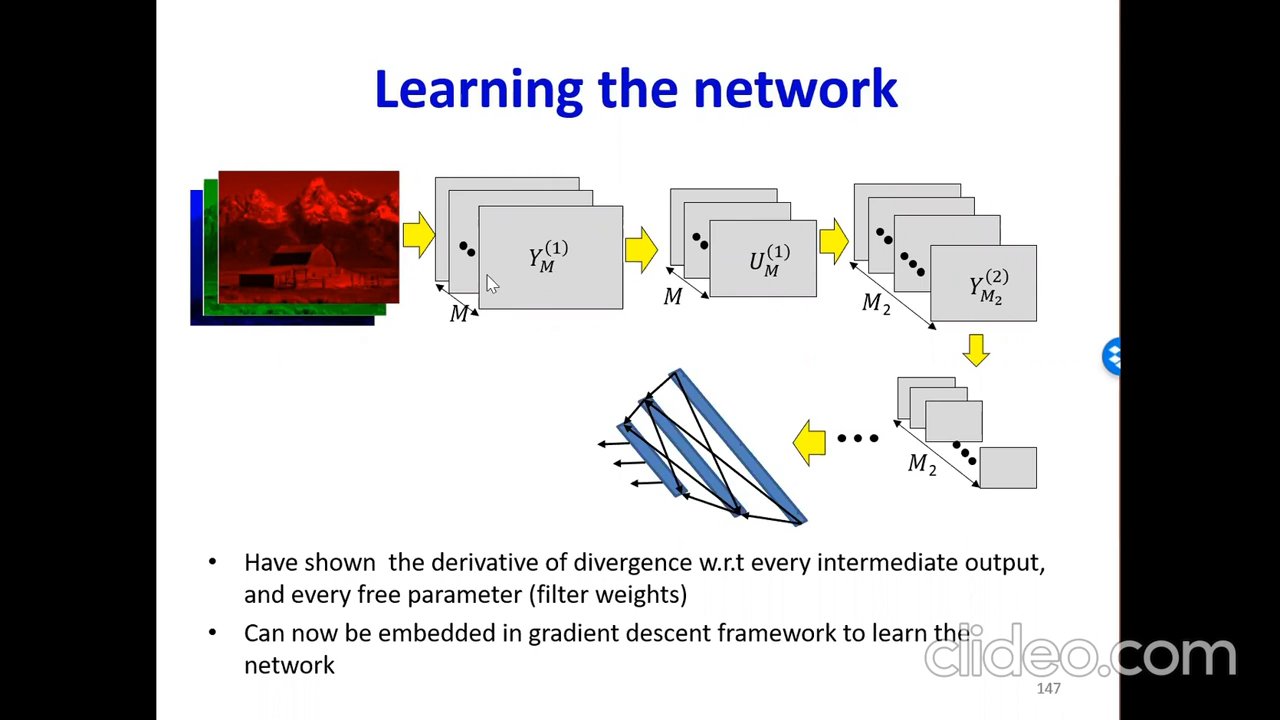 Learning the network
Y_M^(1)
U_M^(1)
Y_{M_2}^(2)
M
M
M_2
M_2
• Have shown the derivative of divergence w.r.t every intermediate output,
and every free parameter (filter weights)
• Can now be embedded in gradient descent framework to learn the
network
clideo.com
147